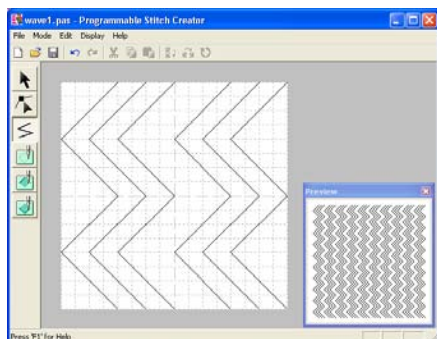 wave1.pas - Programmable Stitch Creator
File Mode Edit Display Help
Preview
Press "F1" for Help.